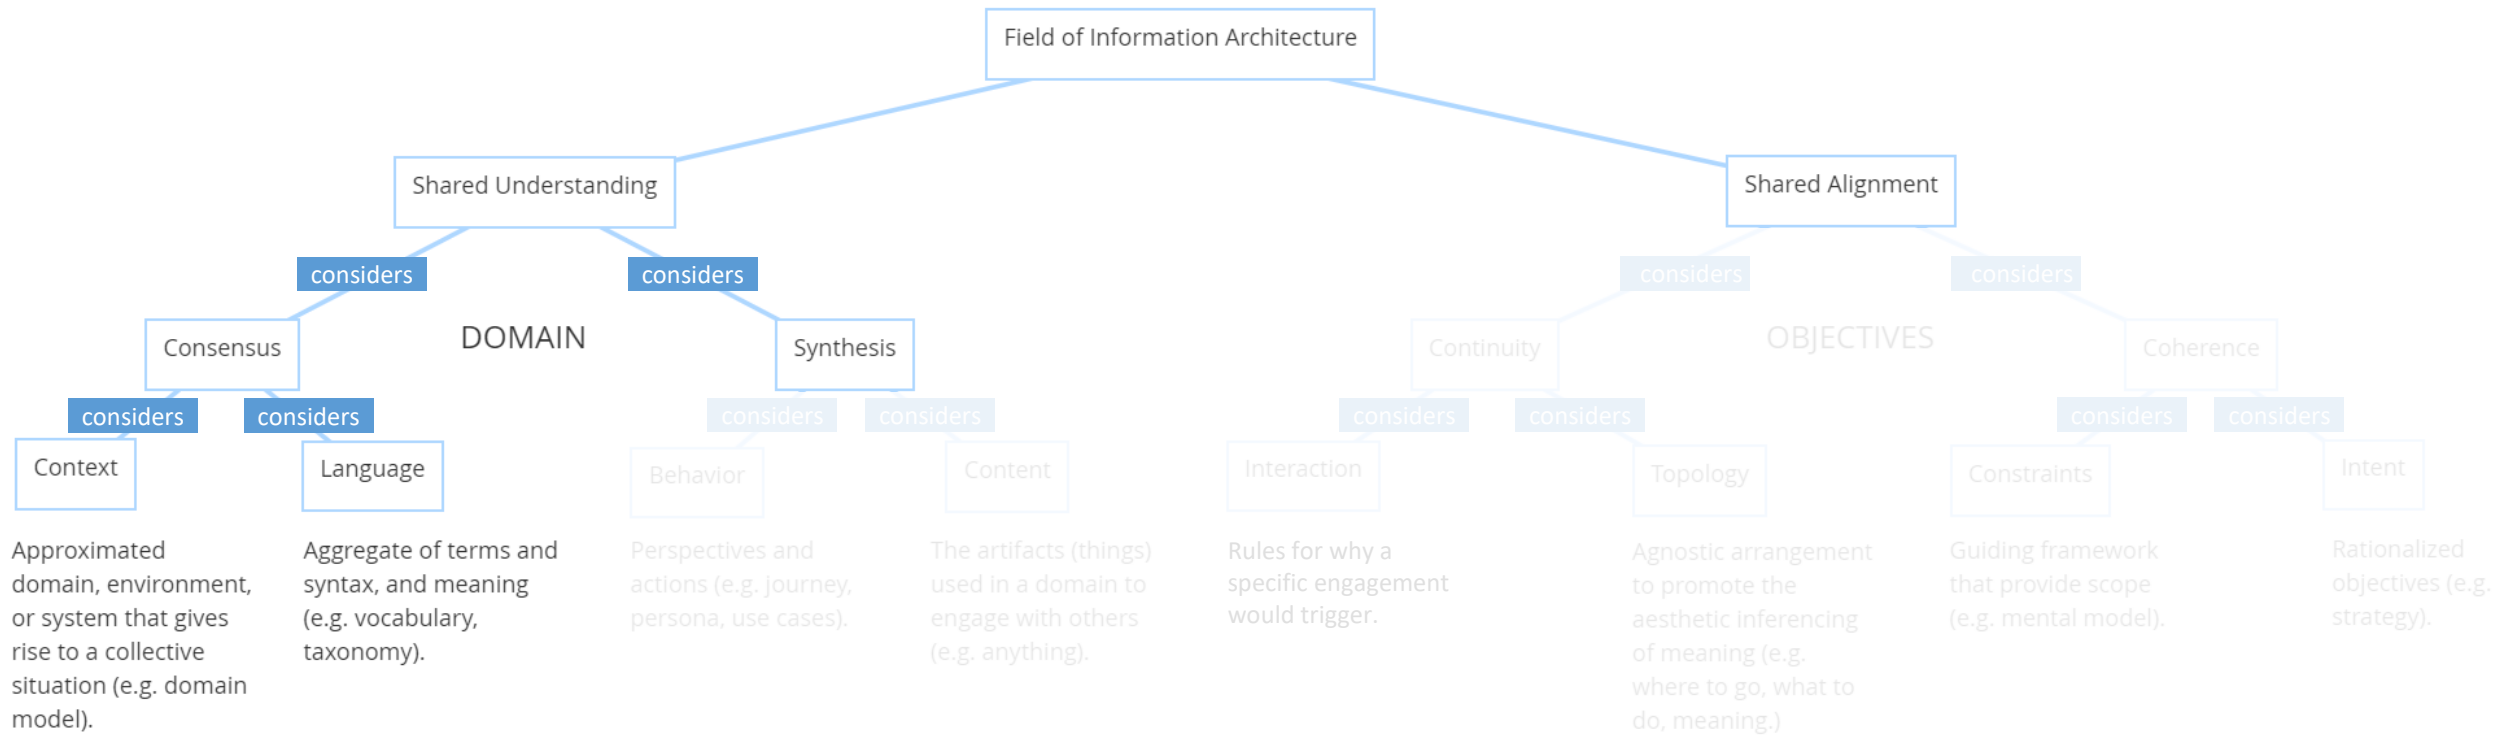 Field of Information Architecture
Shared Understanding
Shared Alignment
considers
considers
considers
considers
Consensus
DOMAIN
Synthesis
Continuity
OBJECTIVES
Coherence
considers
considers
considers
considers
considers
considers
considers
considers
Context
Language
Behavior
Content
Interaction
Topology
Constraints
Intent
Approximated
domain, environment,
or system that gives
rise to a collective
situation (e.g. domain
model).
Aggregate of terms and
syntax, and meaning
(e.g. vocabulary,
taxonomy).
Perspectives and
actions (e.g. journey,
persona, use cases).
The artifacts (things)
used in a domain to
engage with others
(e.g. anything).
Rules for why a
specific engagement
would trigger.
Agnostic arrangement
to promote the
aesthetic inferencing
of meaning (e.g.
where to go, what to
do, meaning.)
Guiding framework
that provide scope
(e.g. mental model).
Rationalized
objectives (e.g.
strategy).